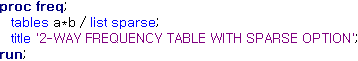 proc freq;
tables a*b / list sparse;
title '2-WAY FREQUENCY TABLE WITH SPARSE OPTION';
run;